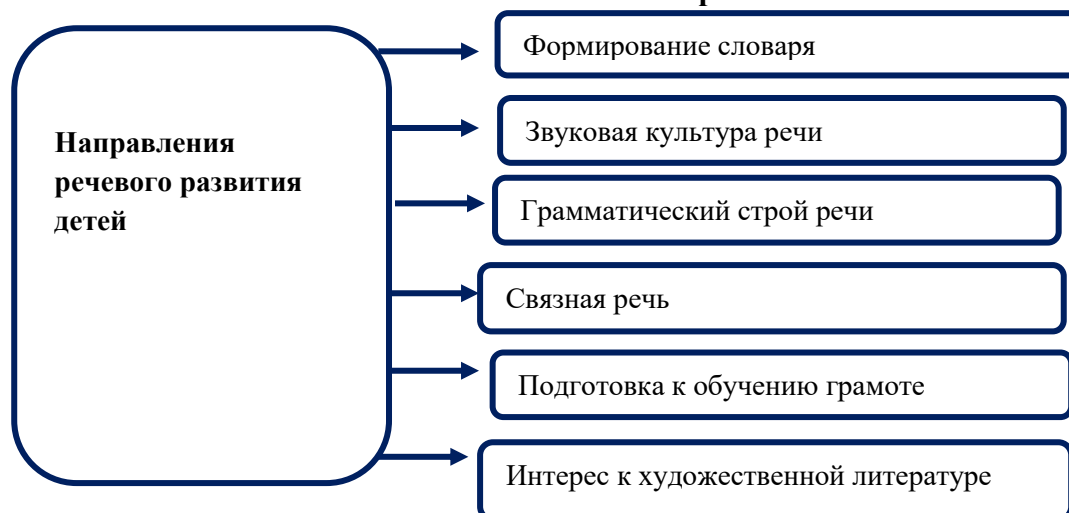 Формирование словаря
Звуковая культура речи
Направления
речевого развития
детей
Грамматический строй речи
Связная речь
Подготовка к обучению грамоте
Интерес к художественной литературе